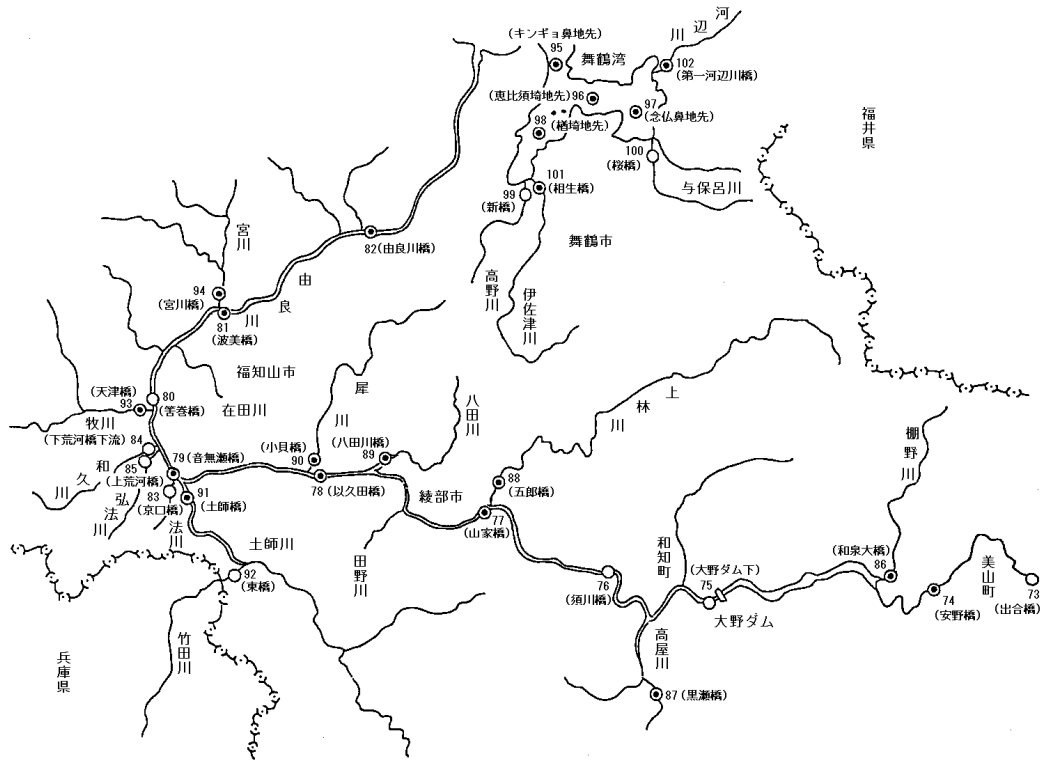 河
辺
川
(キンギョ鼻地先)
95
舞鶴湾
102
(第一河辺川橋)
(恵比須埼地先)
96
97
(念仏鼻地先)
98
(楢埼地先)
福井県
100
(桜橋)
与保呂川
101
(相生橋)
99
(新橋)
舞鶴市
高野川
伊佐津川
宮川
82(由良川橋)
由
良
川
94
(宮川橋)
81
(波美橋)
福知山市
在田川
(天津橋)
93
80
(筈巻橋)
牧川
(下荒河橋下流)
84
85
(上荒河橋)
和
久
川
弘
法
川
79(音無瀬橋)
83
(京口橋)
法川
91
(土師橋)
土師川
92
(東橋)
竹田川
兵庫県
犀
川
(小貝橋)
90
78(以久田橋)
(八田川橋)
89
八田川
綾部市
田野川
上
林
川
88
(五郎橋)
77
(山家橋)
76
(須川橋)
和知町
(大野ダム下)
75
大野ダム
高屋川
87(黒瀬橋)
棚野川
(和泉大橋)
86
74
(安野橋)
美山町
73
(出合橋)